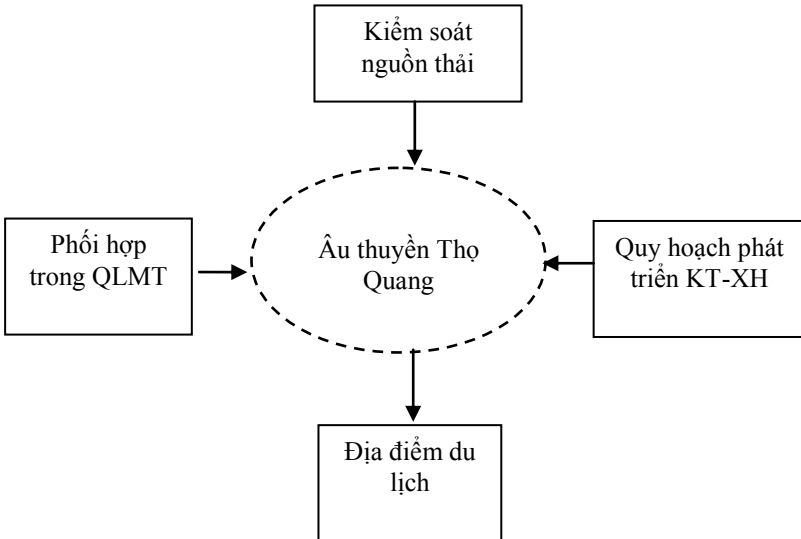 Kiểm soát
nguồn thải
Phối hợp
trong QLMT
Âu thuyền Thọ
Quang
Quy hoạch phát
triển KT-XH
Địa điểm du
lịch